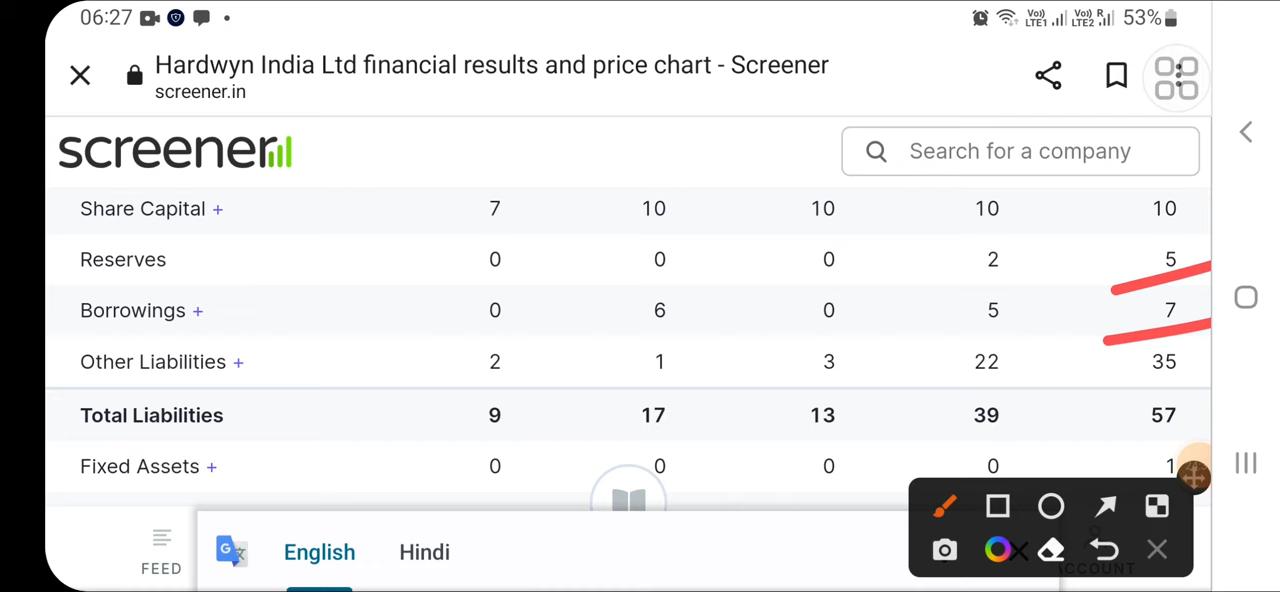 06:27 Vo)) LTE1 Vo)) R LTE2 53%
Hardwyn India Ltd financial results and price chart - Screener
screener.in
screener
Search for a company
Share Capital + 7 10 10 10 10
Reserves 0 0 0 2 5
Borrowings + 0 6 0 5 7
Other Liabilities + 2 1 3 22 35
Total Liabilities 9 17 13 39 57
Fixed Assets + 0 0 0 0 1
English Hindi
FEED
CCOUNT